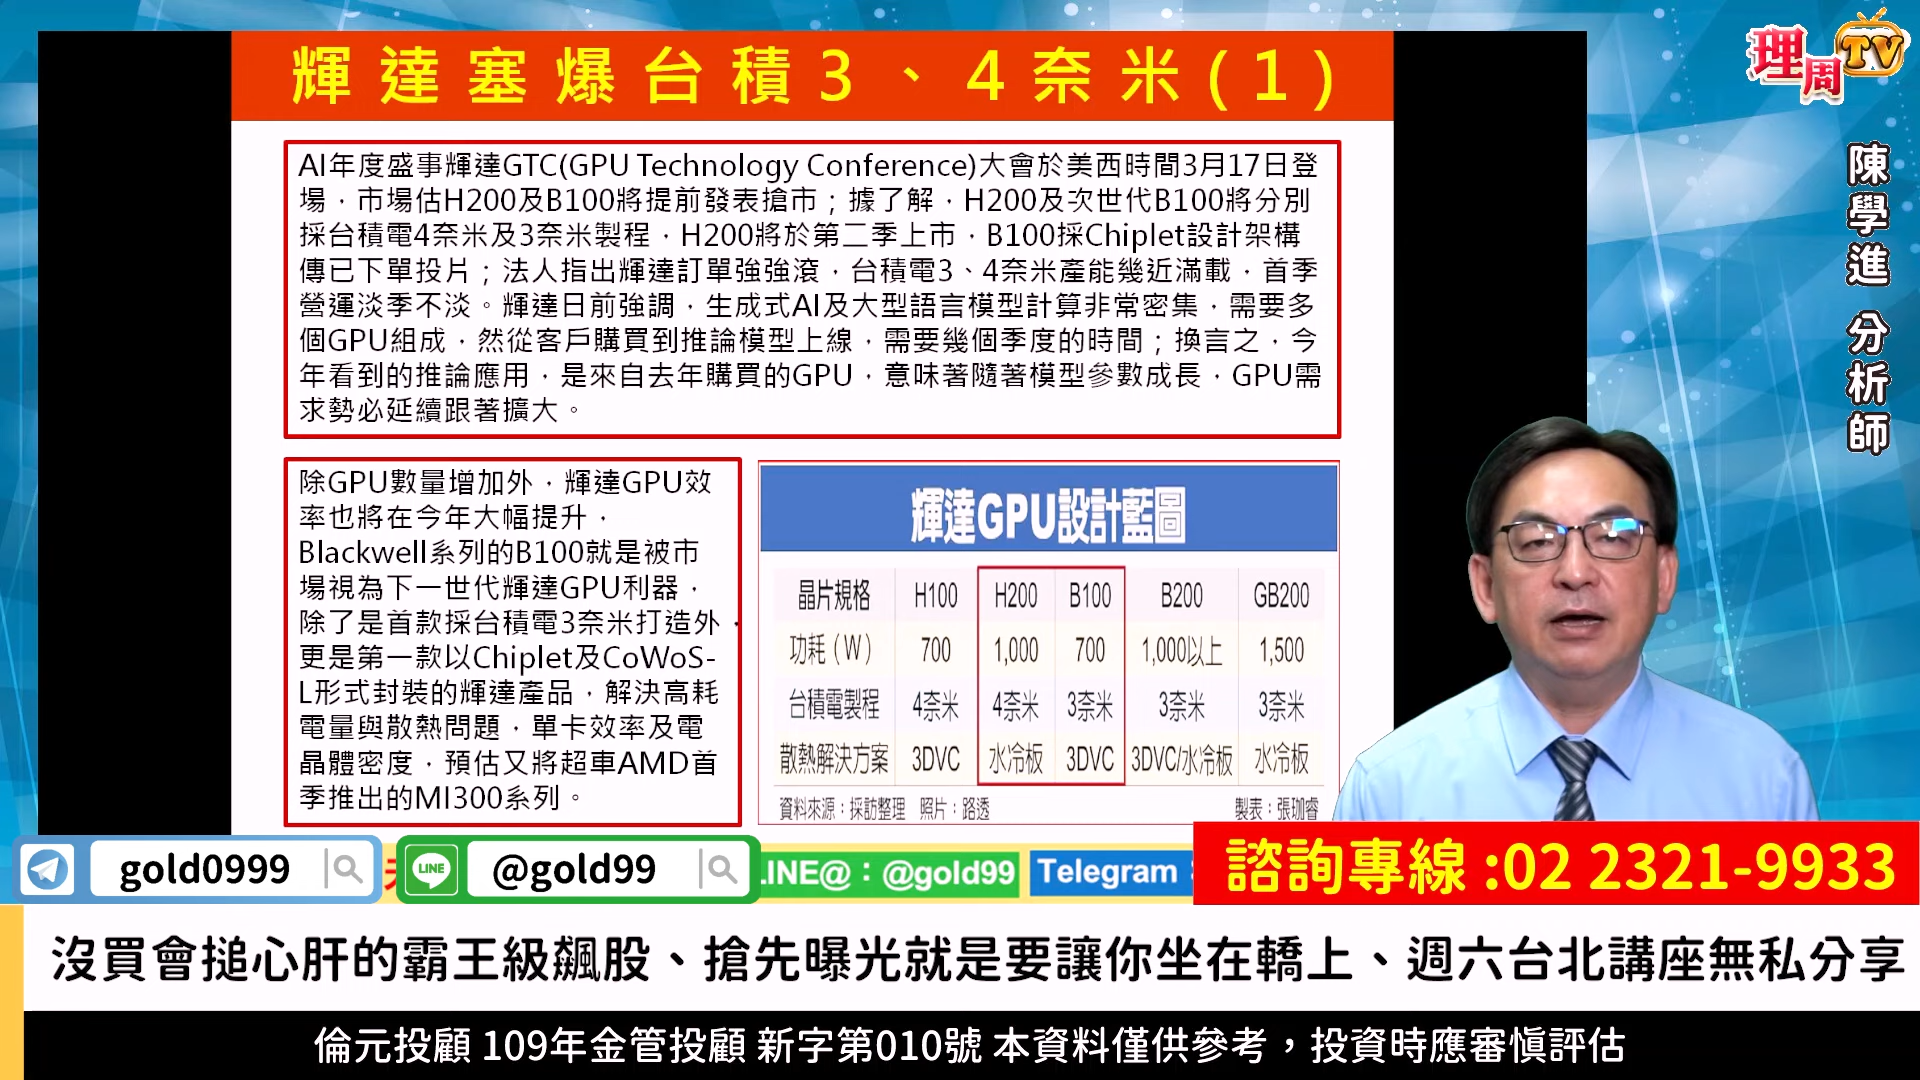 輝達塞爆台積3、4奈米(1)
理周TV
陳學進 分析師
AI年度盛事輝達GTC(GPU Technology Conference)大會於美西時間3月17日登
場，市場估H200及B100將提前發表搶市；據了解，H200及次世代B100將分別
採台積電4奈米及3奈米製程，H200將於第二季上市，B100採Chiplet設計架構
傳已下單投片；法人指出輝達訂單強強滾，台積電3、4奈米產能幾近滿載，首季
營運淡季不淡。輝達日前強調，生成式AI及大型語言模型計算非常密集，需要多
個GPU組成，然從客戶購買到推論模型上線，需要幾個季度的時間；換言之，今
年看到的推論應用，是來自去年購買的GPU，意味著隨著模型參數成長，GPU需
求勢必延續跟著擴大。
除GPU數量增加外，輝達GPU效
率也將在今年大幅提升，
Blackwell系列的B100就是被市
場視為下一世代輝達GPU利器，
除了是首款採台積電3奈米打造外，
更是第一款以Chiplet及CoWoS-
L形式封裝的輝達產品，解決高耗
電量與散熱問題，單卡效率及電
晶體密度，預估又將超車AMD首
季推出的MI300系列。
輝達GPU設計藍圖
晶片規格 H100 H200 B100 B200 GB200
功耗（W） 700 1,000 700 1,000以上 1,500
台積電製程 4奈米 4奈米 3奈米 3奈米 3奈米
散熱解決方案 3DVC 水冷板 3DVC 3DVC/水冷板 水冷板
資料來源：採訪整理 照片：路透 製表：張珈睿
gold0999
LINE
@gold99
LINE@：@gold99
Telegram：
諮詢專線:02 2321-9933
沒買會搥心肝的霸王級飆股、搶先曝光就是要讓你坐在轎上、週六台北講座無私分享
倫元投顧 109年金管投顧 新字第010號 本資料僅供參考，投資時應審慎評估